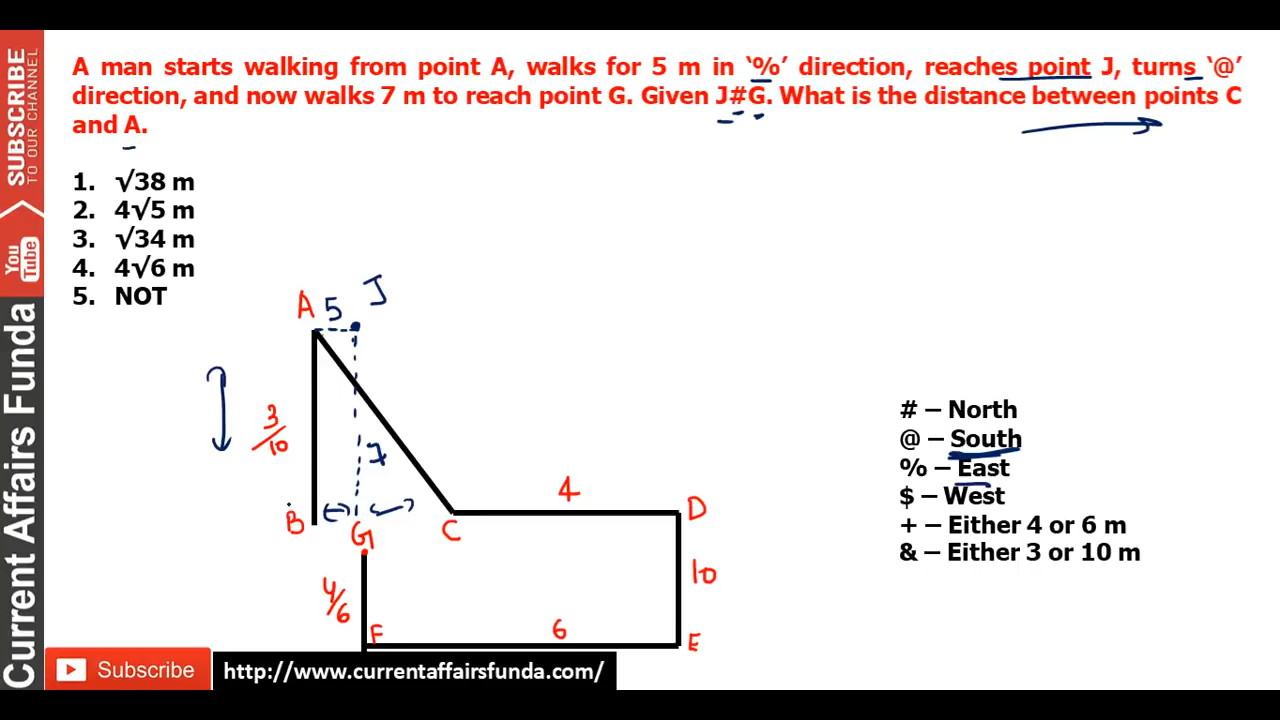 SUBSCRIBE
TO OUR CHANNEL
You
Tube
Current Affairs Funda
A man starts walking from point A, walks for 5 m in ‘%’ direction, reaches point J, turns ‘@’
direction, and now walks 7 m to reach point G. Given J#G. What is the distance between points C
and A.
1. √38 m
2. 4√5 m
3. √34 m
4. 4√6 m
5. NOT
A 5 J
3/10
7
4
B
G
C
D
10
4/6
F
6
E
# – North
@ – South
% – East
$ – West
+ – Either 4 or 6 m
& – Either 3 or 10 m
Subscribe
http://www.currentaffairsfunda.com/